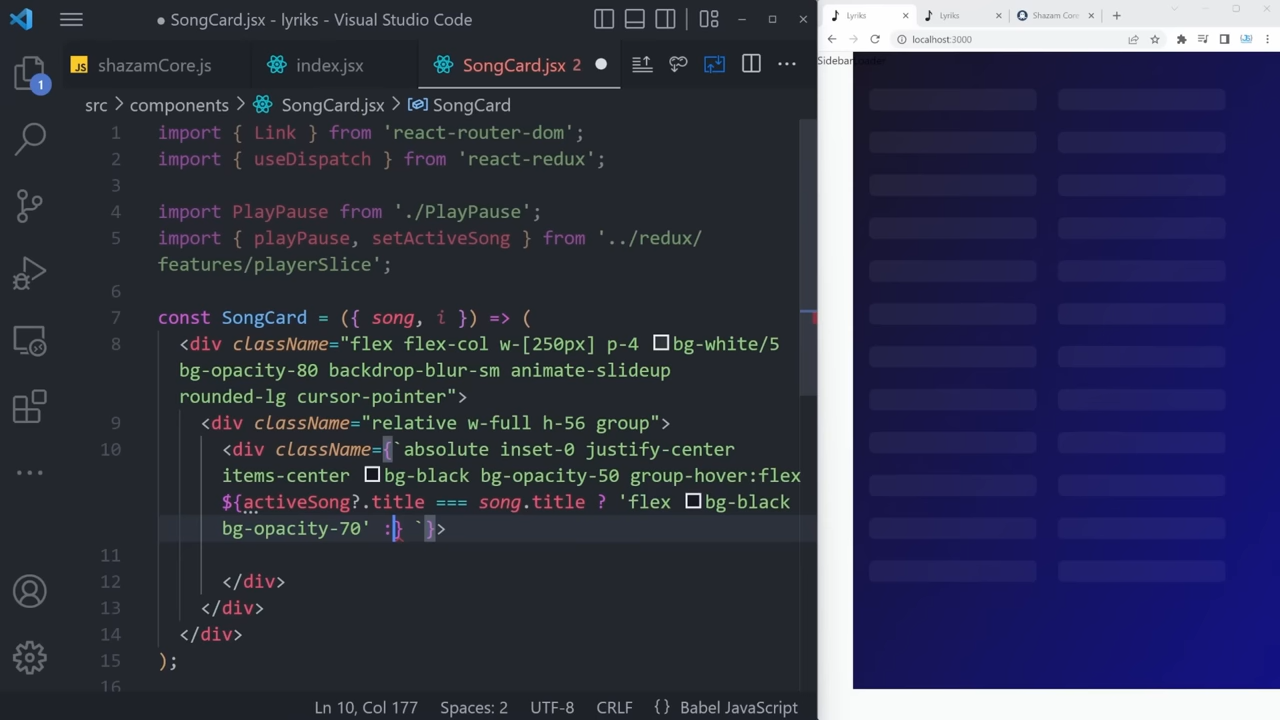 SongCard.jsx - lyriks - Visual Studio Code
JS shazamCore.js
index.jsx
SongCard.jsx 2
1
src > components > SongCard.jsx > SongCard
1 import { Link } from 'react-router-dom';
2 import { useDispatch } from 'react-redux';
3
4 import PlayPause from './PlayPause';
5 import { playPause, setActiveSong } from '../redux/
features/playerSlice';
6
7 const SongCard = ({ song, i }) => (
8 <div className="flex flex-col w-[250px] p-4 bg-white/5
bg-opacity-80 backdrop-blur-sm animate-slideup
rounded-lg cursor-pointer">
9 <div className="relative w-full h-56 group">
10 <div className={`absolute inset-0 justify-center
items-center bg-black bg-opacity-50 group-hover:flex
${activeSong?.title === song.title ? 'flex bg-black
bg-opacity-70' :} `}>
11
12 </div>
13 </div>
14 </div>
15 );
16
Ln 10, Col 177 Spaces: 2 UTF-8 CRLF {} Babel JavaScript
Lyriks
Lyriks
Shazam Core
localhost:3000
Sidebar